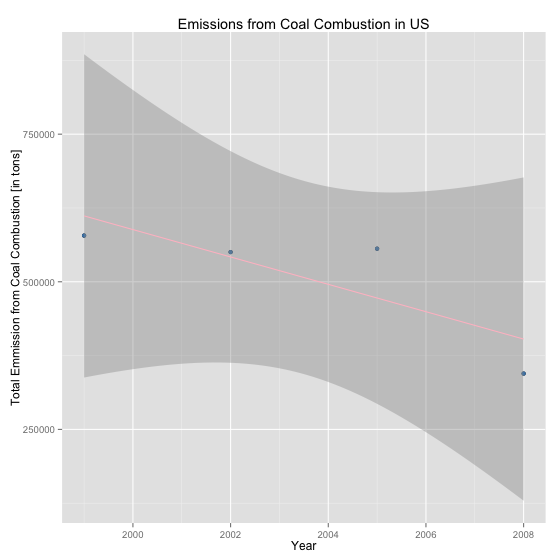 Emissions from Coal Combustion in US
Total Emmission from Coal Combustion [in tons]
750000
500000
250000
2000 2002 2004 2006 2008
Year